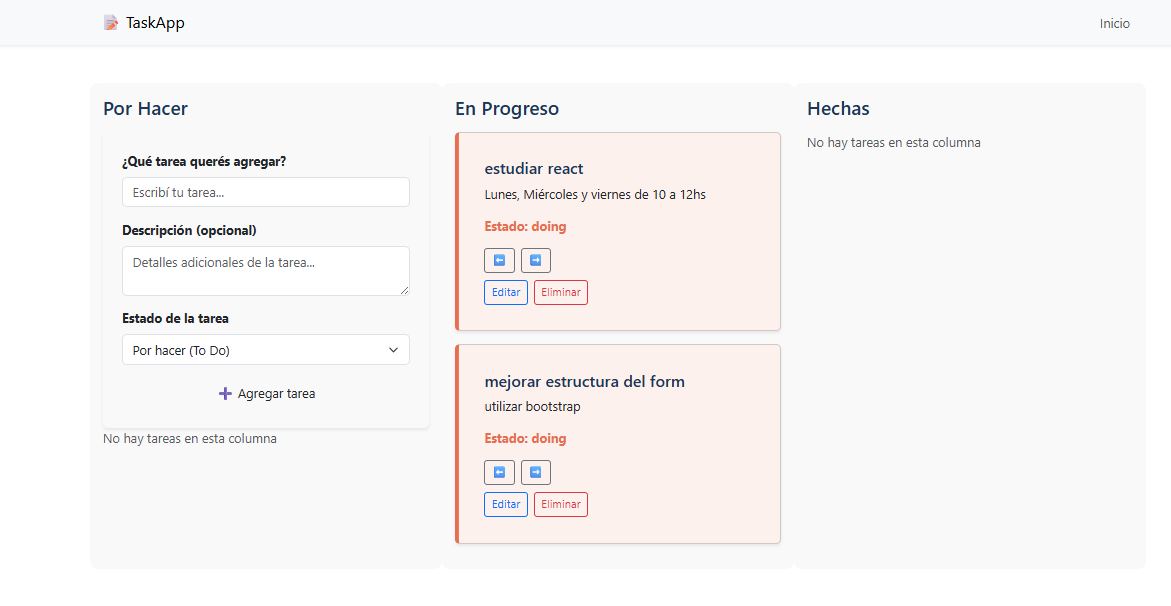 TaskApp
Inicio
Por Hacer
¿Qué tarea querés agregar?
Escribí tu tarea...
Descripción (opcional)
Detalles adicionales de la tarea...
Estado de la tarea
Por hacer (To Do)
Agregar tarea
No hay tareas en esta columna
En Progreso
estudiar react
Lunes, Miércoles y viernes de 10 a 12hs
Estado: doing
Editar Eliminar
mejorar estructura del form
utilizar bootstrap
Estado: doing
Editar Eliminar
Hechas
No hay tareas en esta columna